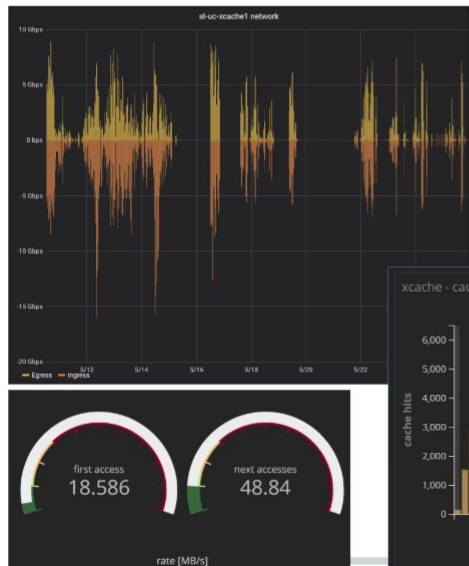 sl-uc-xcache1 network
10 Gbps
5 Gbps
0 bps
-5 Gbps
-10 Gbps
-15 Gbps
-20 Gbps
5/12 5/14 5/16 5/18 5/20 5/22
Egress Ingress
xcache - cac
6,000
5,000
4,000
3,000
2,000
1,000
0
cache hits
first access
18.586
next accesses
48.84
rate [MB/s]